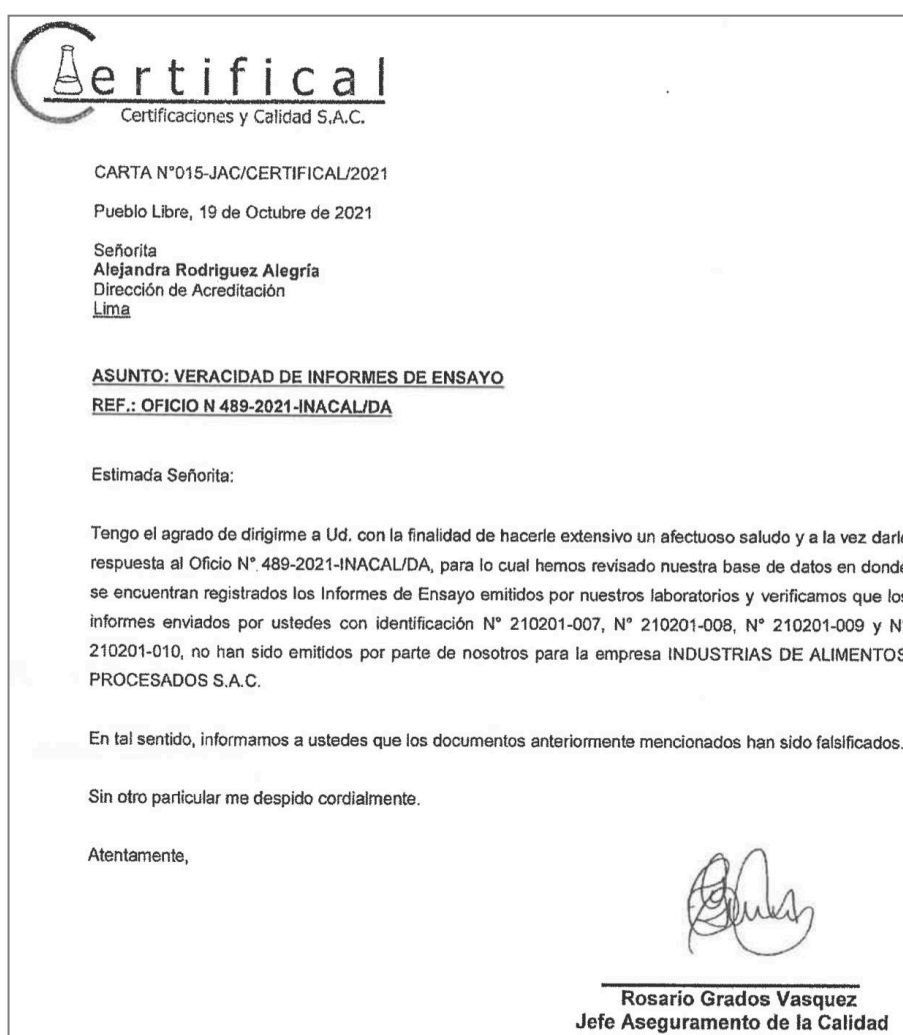 Certifical
Certificaciones y Calidad S.A.C.
CARTA N°015-JAC/CERTIFICAL/2021
Pueblo Libre, 19 de Octubre de 2021
Señorita
Alejandra Rodriguez Alegría
Dirección de Acreditación
Lima
ASUNTO: VERACIDAD DE INFORMES DE ENSAYO
REF.: OFICIO N 489-2021-INACAL/DA
Estimada Señorita:
Tengo el agrado de dirigirme a Ud. con la finalidad de hacerle extensivo un afectuoso saludo y a la vez darle
respuesta al Oficio N° 489-2021-INACAL/DA, para lo cual hemos revisado nuestra base de datos en donde
se encuentran registrados los Informes de Ensayo emitidos por nuestros laboratorios y verificamos que los
informes enviados por ustedes con identificación N° 210201-007, N° 210201-008, N° 210201-009 y N°
210201-010, no han sido emitidos por parte de nosotros para la empresa INDUSTRIAS DE ALIMENTOS
PROCESADOS S.A.C.
En tal sentido, informamos a ustedes que los documentos anteriormente mencionados han sido falsificados.
Sin otro particular me despido cordialmente.
Atentamente,
Rosario Grados Vasquez
Jefe Aseguramento de la Calidad